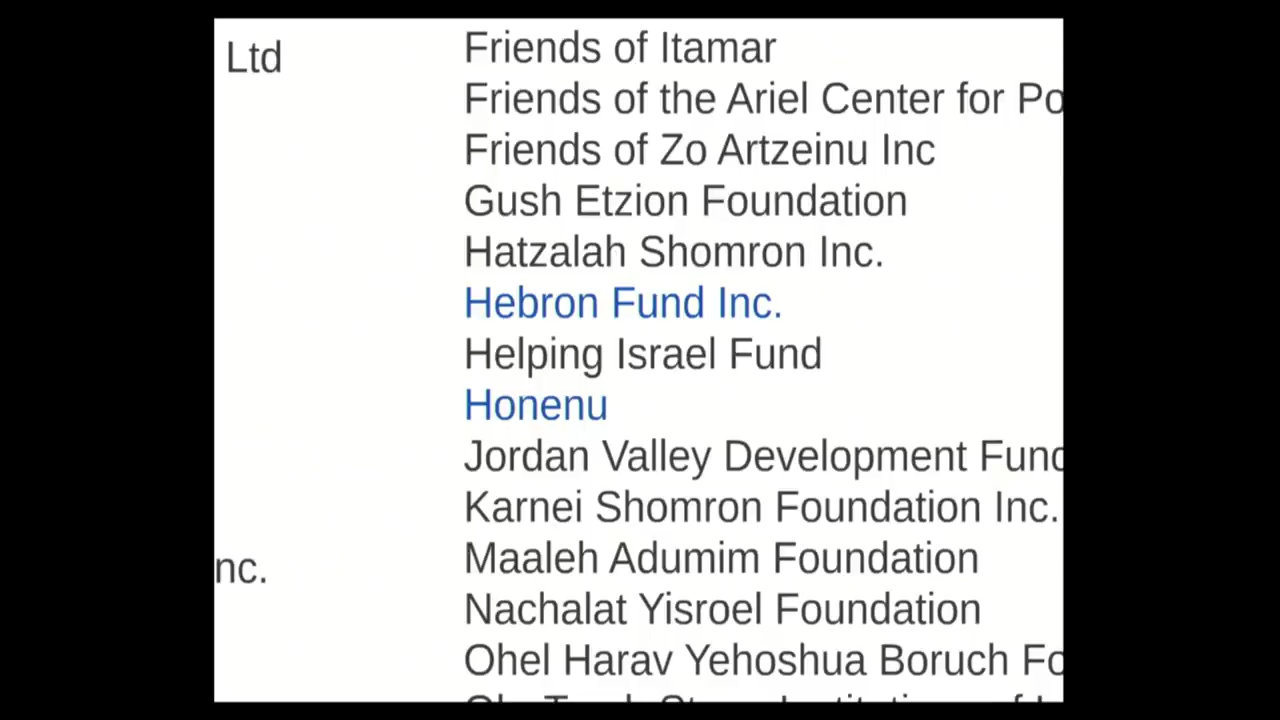 Ltd
Friends of Itamar
Friends of the Ariel Center for Po
Friends of Zo Artzeinu Inc
Gush Etzion Foundation
Hatzalah Shomron Inc.
Hebron Fund Inc.
Helping Israel Fund
Honenu
Jordan Valley Development Fund
Karnei Shomron Foundation Inc.
Maaleh Adumim Foundation
nc.
Nachalat Yisroel Foundation
Ohel Harav Yehoshua Boruch Fo